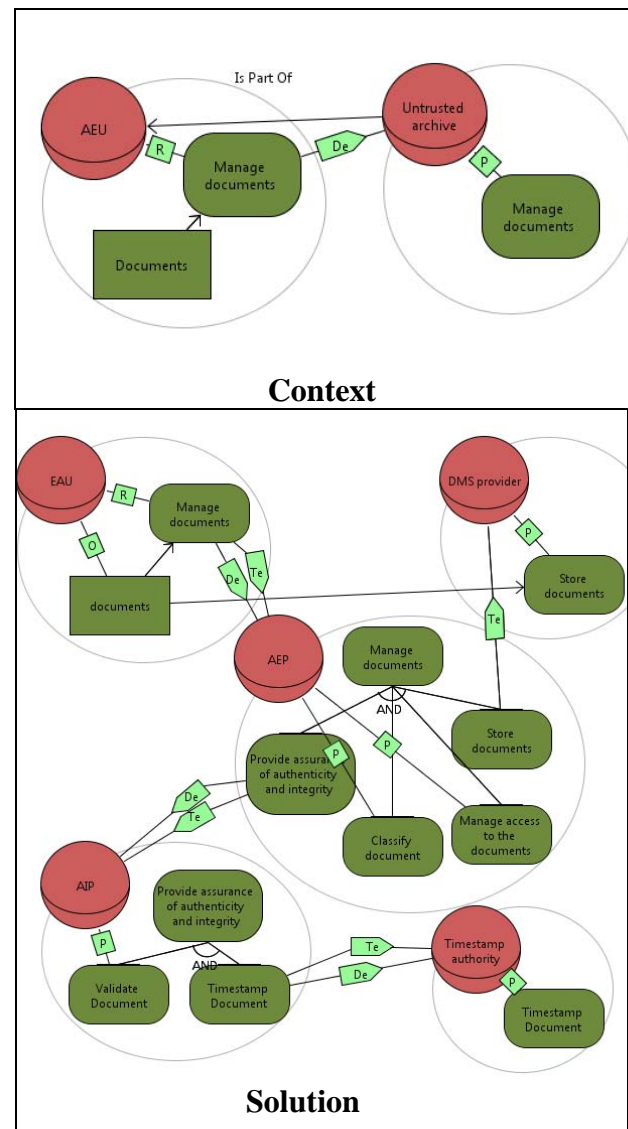 Is Part Of
AEU
R
Manage
documents
De
Untrusted
archive
P
Manage
documents
Documents
Context
EAU
R
Manage
documents
O
documents
De
Te
DMS provider
P
Store
documents
Te
AEP
Manage
documents
AND
P
P
Store
documents
Provide assurance
of authenticity
and integrity
Classify
document
Manage access
to the
documents
De
Te
AIP
P
Provide assurance
of authenticity
and integrity
AND
Validate
Document
Timestamp
Document
Te
De
Timestamp
authority
P
Timestamp
Document
Solution